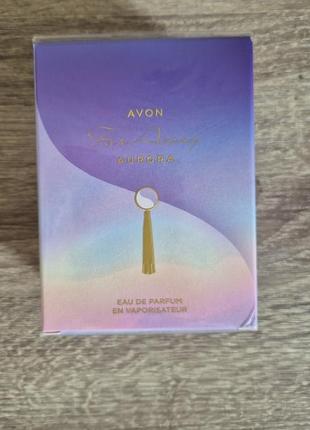 AVON
Far Away
AURORA
EAU DE PARFUM
EN VAPORISATEUR